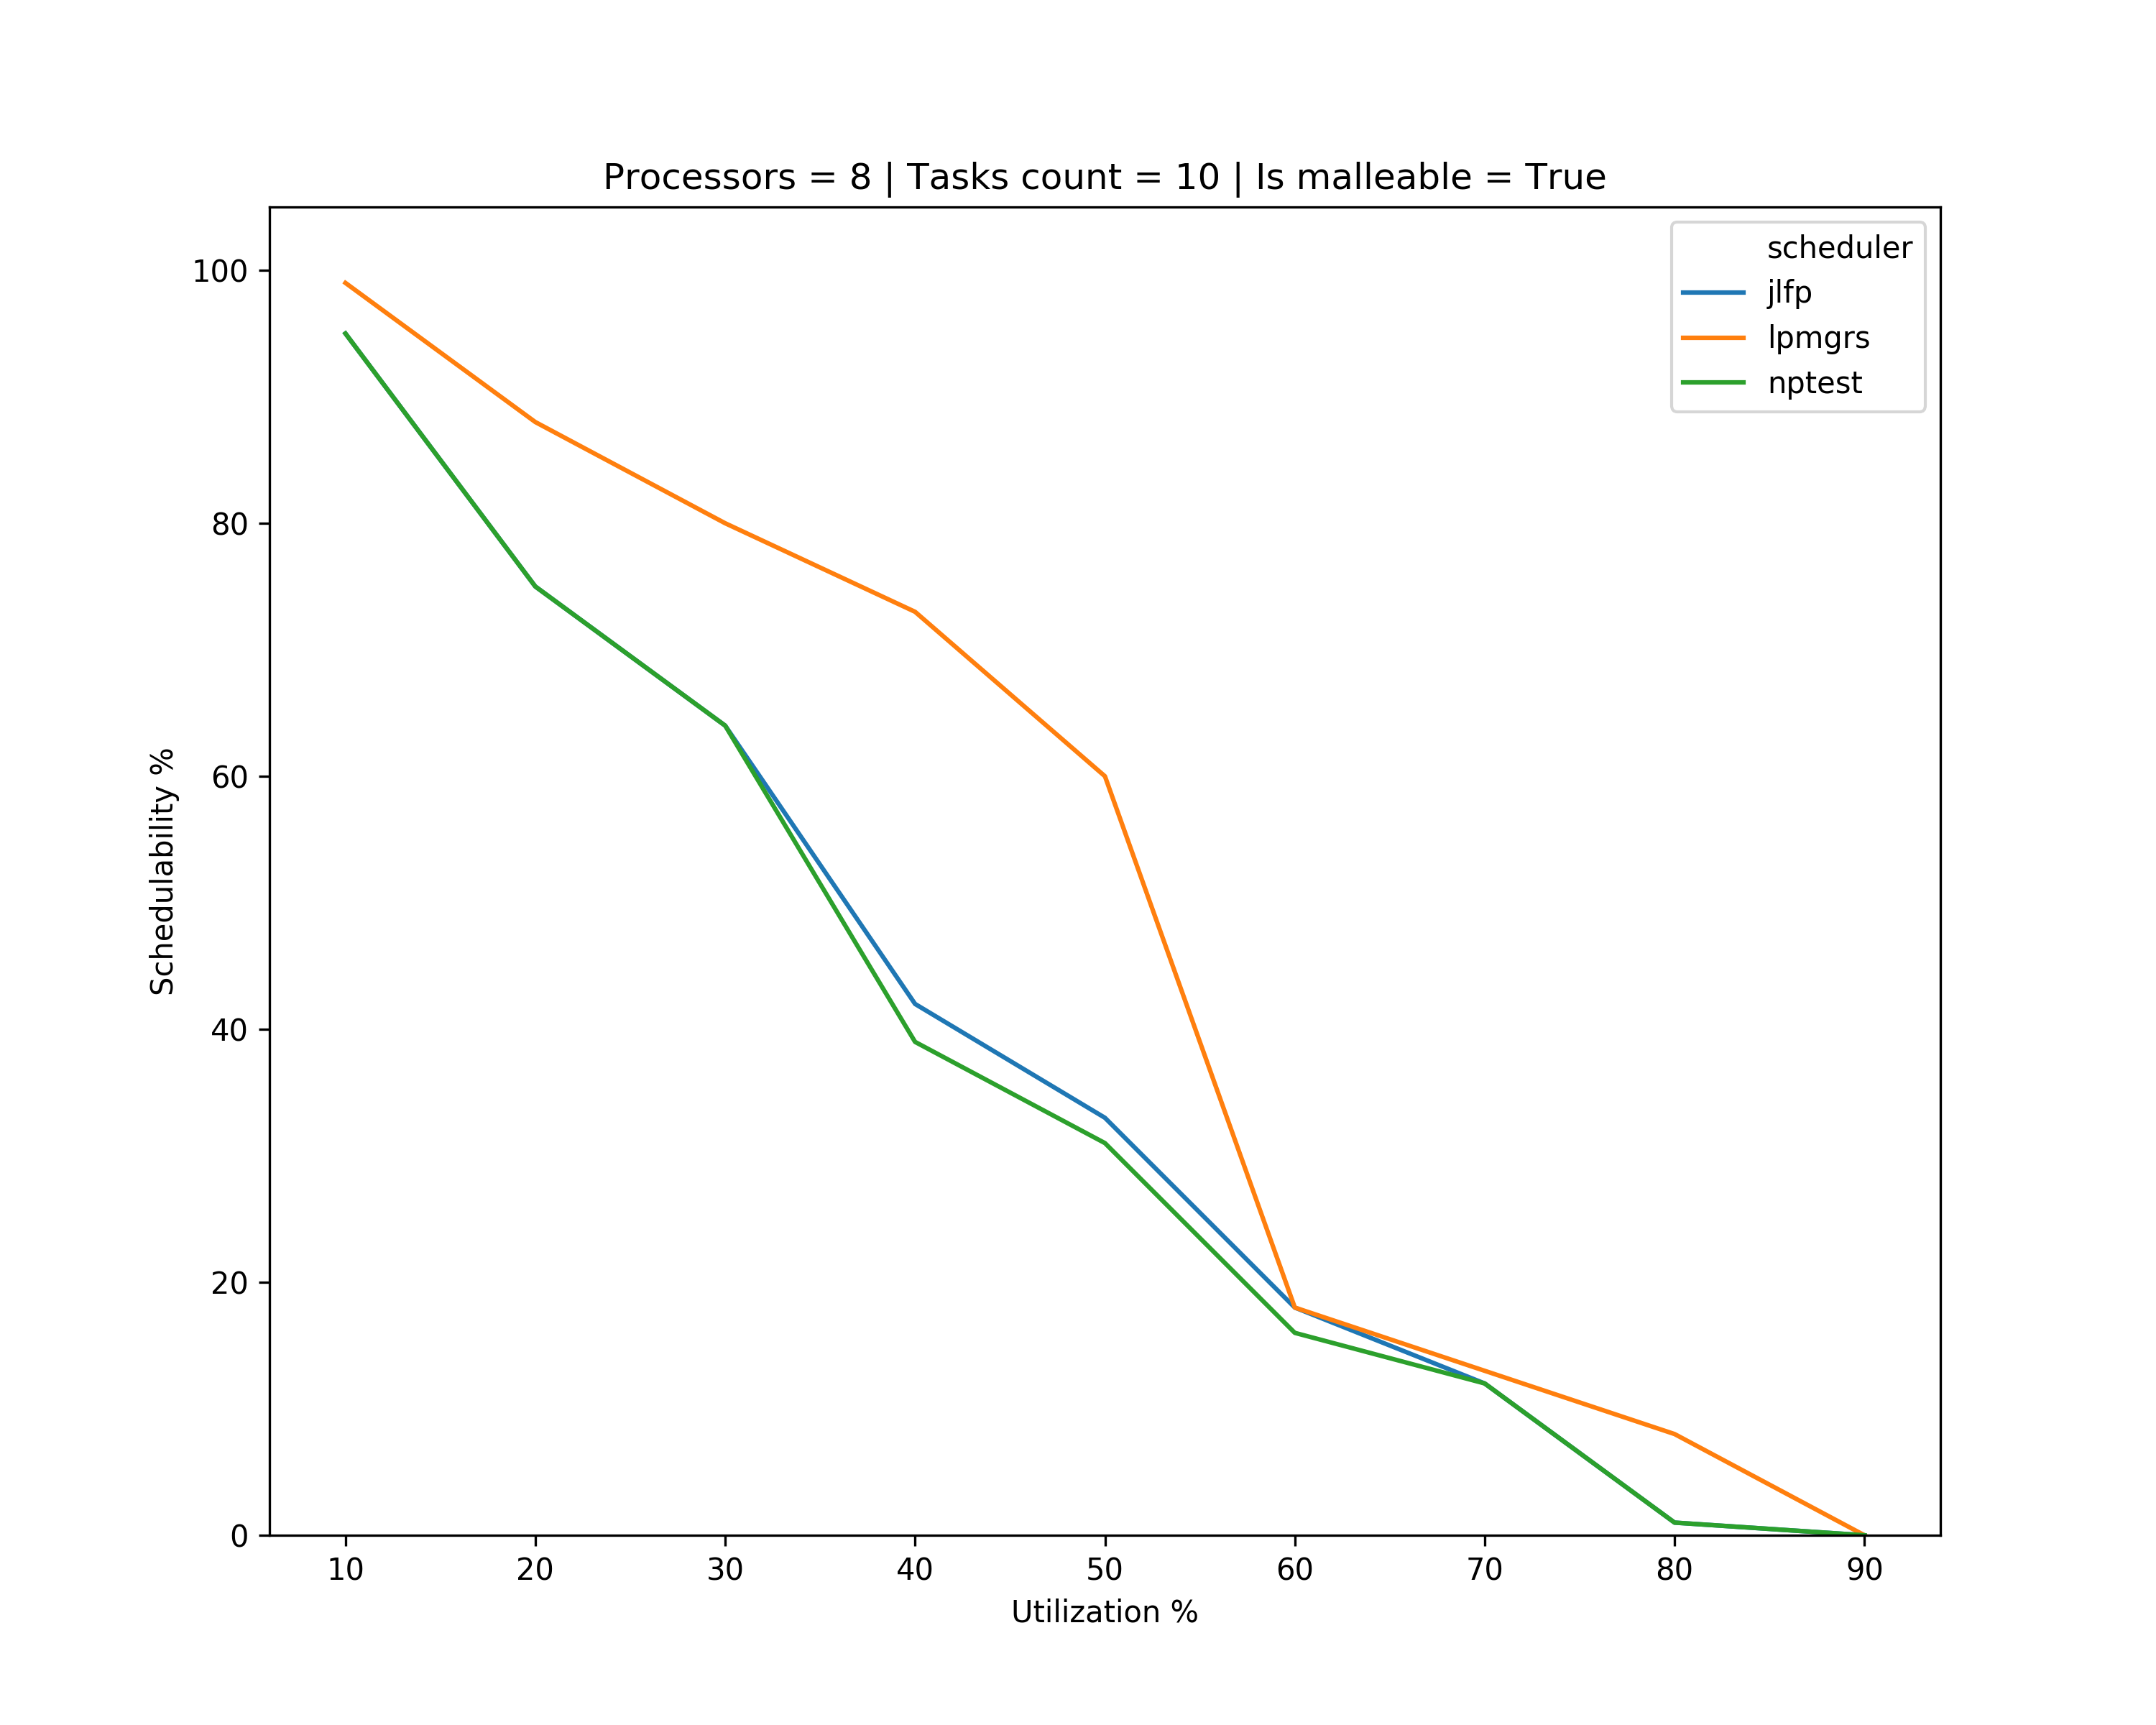 Processors = 8 | Tasks count = 10 | Is malleable = True
scheduler
jlfp
lpmgrs
nptest
100
80
60
40
20
0
Schedulability %
10 20 30 40 50 60 70 80 90
Utilization %